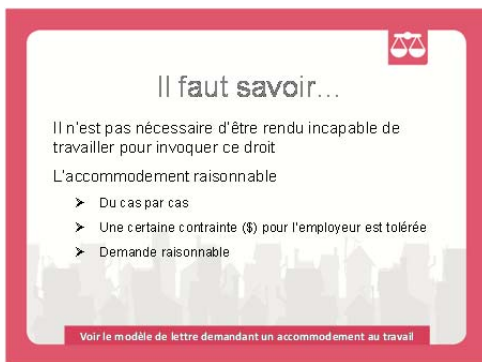 Il faut savoir...
Il n'est pas nécessaire d'être rendu incapable de
travailler pour invoquer ce droit
L'accommodement raisonnable
➤ Du cas par cas
➤ Une certaine contrainte ($) pour l'employeur est tolérée
➤ Demande raisonnable
Voir le modèle de lettre demandant un accommodement au travail